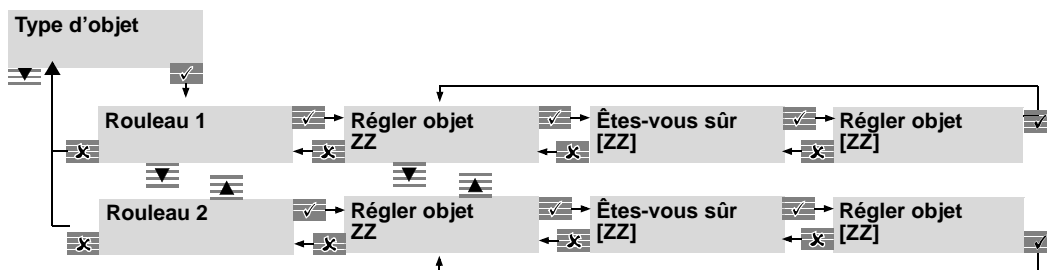 Type d'objet
Rouleau 1
Régler objet
ZZ
Êtes-vous sûr
[ZZ]
Régler objet
[ZZ]
Rouleau 2
Régler objet
ZZ
Êtes-vous sûr
[ZZ]
Régler objet
[ZZ]